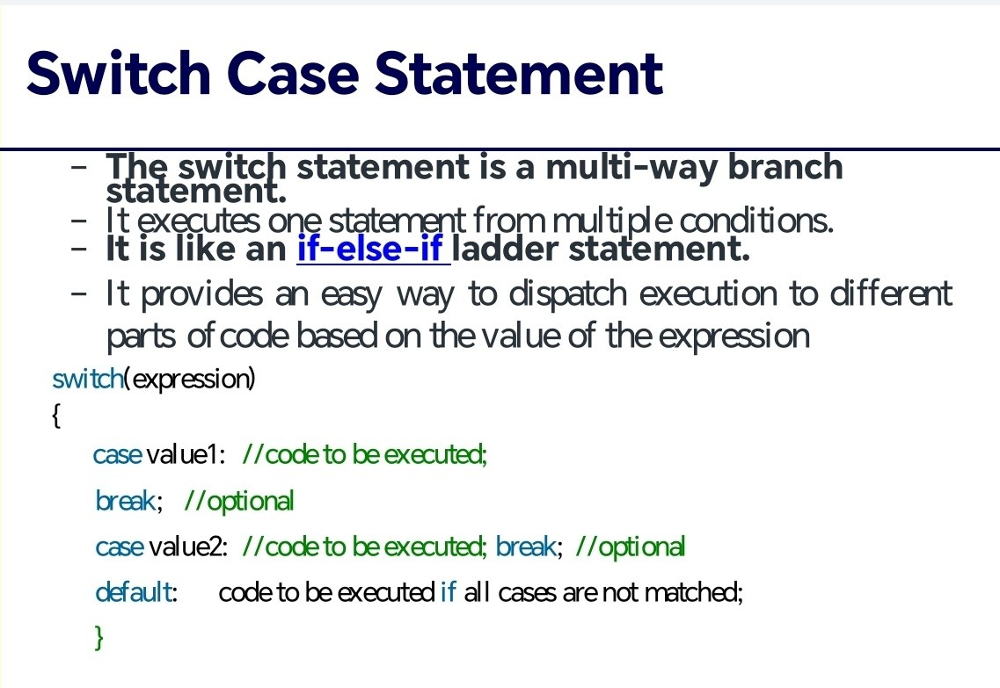 Switch Case Statement
– The switch statement is a multi-way branch
statement.
– It executes one statement from multiple conditions.
– It is like an if-else-if ladder statement.
– It provides an easy way to dispatch execution to different
parts of code based on the value of the expression
switch(expression)
{
case value1: //code to be executed;
break; //optional
case value2: //code to be executed; break; //optional
default: code to be executed if all cases are not matched;
}